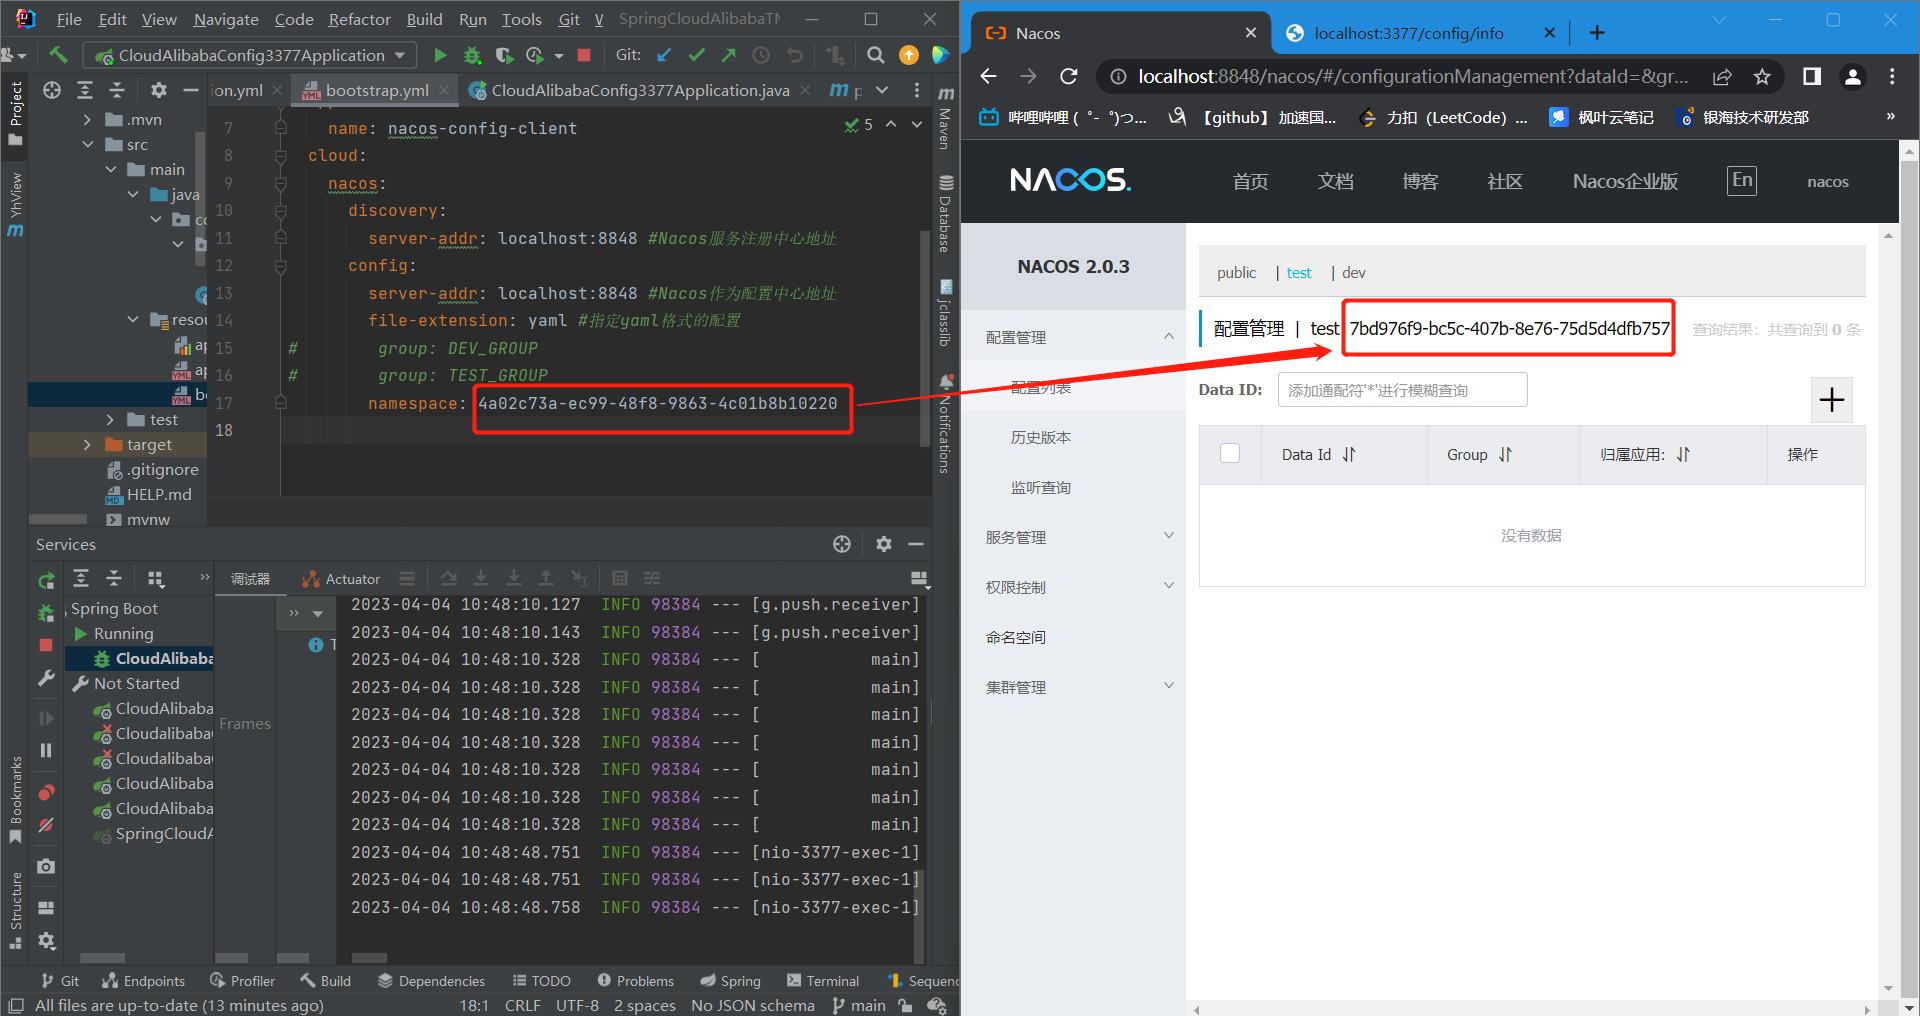 File Edit View Navigate Code Refactor Build Run Tools Git V SpringCloudAlibabaTM
CloudAlibabaConfig3377Application
Git:
Project
YhView
Bookmarks
Structure
.mvn
src
main
java
resou
test
target
.gitignore
HELP.md
mvnw
ion.yml
bootstrap.yml
CloudAlibabaConfig3377Application.java
5
7 name: nacos-config-client
8 cloud:
9 nacos:
10 discovery:
11 server-addr: localhost:8848 #Nacos服务注册中心地址
12 config:
13 server-addr: localhost:8848 #Nacos作为配置中心地址
14 file-extension: yaml #指定yaml格式的配置
15 # group: DEV_GROUP
16 # group: TEST_GROUP
17 namespace: 4a02c73a-ec99-48f8-9863-4c01b8b10220
18
Maven
Database
jclasslib
Notifications
Services
调试器
Actuator
Spring Boot
Running
CloudAlibaba
Not Started
CloudAlibaba
Cloudalibaba
Cloudalibaba
CloudAlibaba
CloudAlibaba
SpringCloudA
Frames
2023-04-04 10:48:10.127 INFO 98384 --- [g.push.receiver]
2023-04-04 10:48:10.143 INFO 98384 --- [g.push.receiver]
2023-04-04 10:48:10.328 INFO 98384 --- [ main]
2023-04-04 10:48:10.328 INFO 98384 --- [ main]
2023-04-04 10:48:10.328 INFO 98384 --- [ main]
2023-04-04 10:48:10.328 INFO 98384 --- [ main]
2023-04-04 10:48:10.328 INFO 98384 --- [ main]
2023-04-04 10:48:10.328 INFO 98384 --- [ main]
2023-04-04 10:48:10.328 INFO 98384 --- [ main]
2023-04-04 10:48:48.751 INFO 98384 --- [nio-3377-exec-1]
2023-04-04 10:48:48.751 INFO 98384 --- [nio-3377-exec-1]
2023-04-04 10:48:48.758 INFO 98384 --- [nio-3377-exec-1]
Git Endpoints Profiler Build Dependencies TODO Problems Spring Terminal Sequenc
All files are up-to-date (13 minutes ago) 18:1 CRLF UTF-8 2 spaces No JSON schema main
Nacos
localhost:3377/config/info
localhost:8848/nacos/#/configurationManagement?dataId=&gr...
哔哩哔哩 ( ゜- ゜)つ...
【github】加速国...
力扣（LeetCode）...
枫叶云笔记
银海技术研发部
»
NACOS.
首页 文档 博客 社区 Nacos企业版 En nacos
NACOS 2.0.3
配置管理
配置列表
历史版本
监听查询
服务管理
权限控制
命名空间
集群管理
public | test | dev
配置管理 | test 7bd976f9-bc5c-407b-8e76-75d5d4dfb757 查询结果：共查询到 0 条
Data ID: 添加通配符'*'进行模糊查询
Data Id Group 归属应用: 操作
没有数据